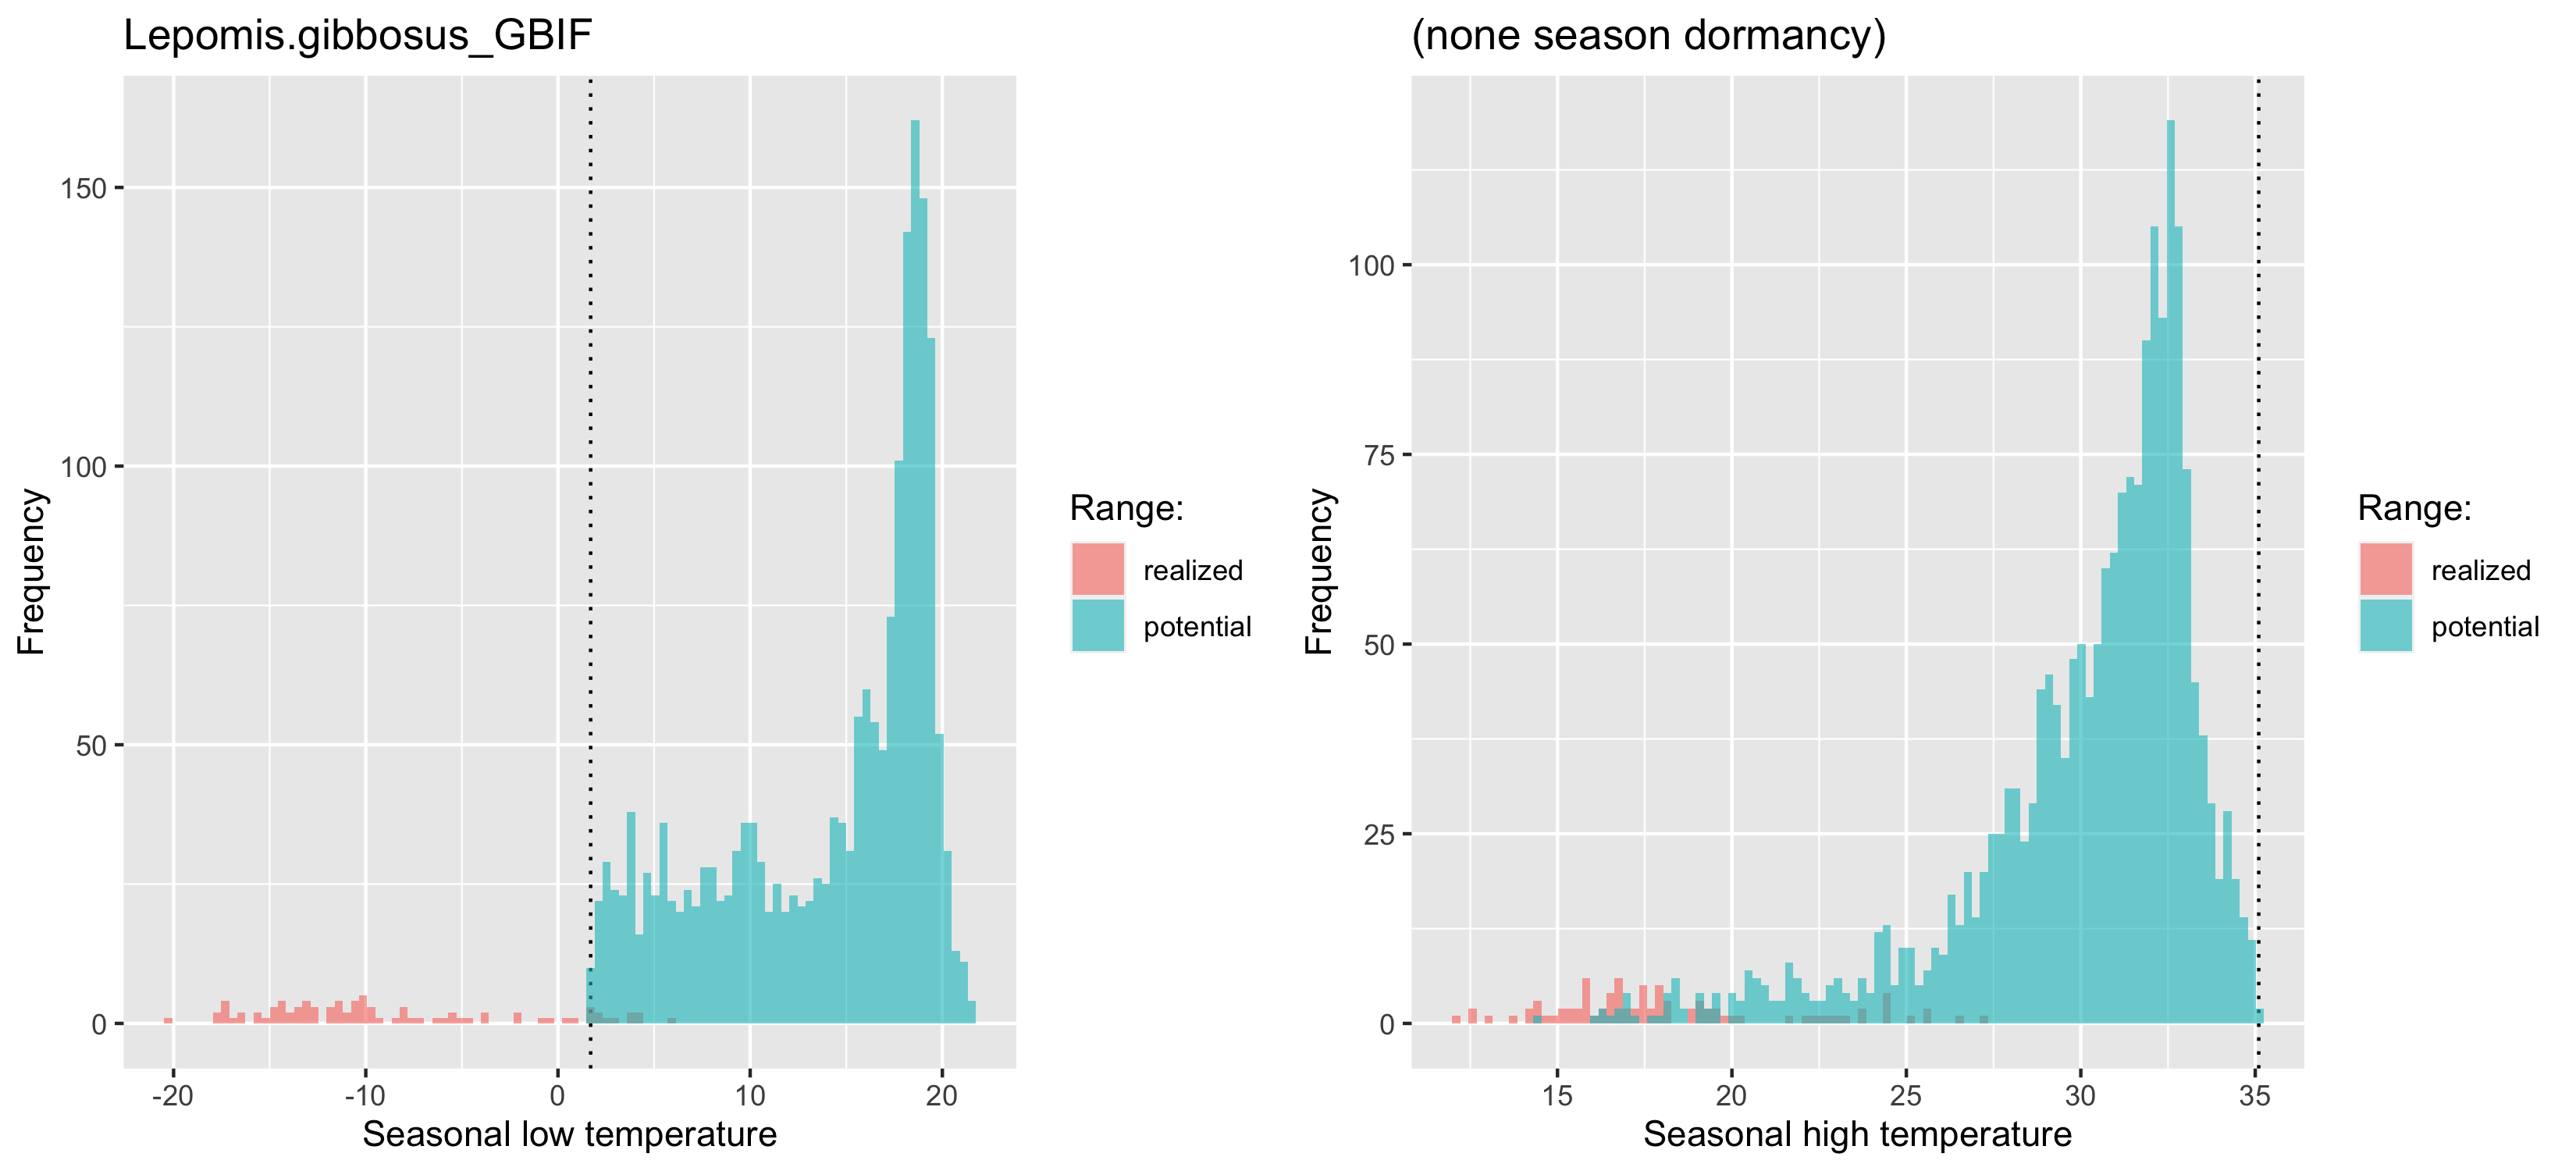 Lepomis.gibbosus_GBIF
150
100
50
0
Frequency
-20 -10 0 10 20
Seasonal low temperature
Range:
realized
potential
(none season dormancy)
100
75
50
25
0
Frequency
15 20 25 30 35
Seasonal high temperature
Range:
realized
potential